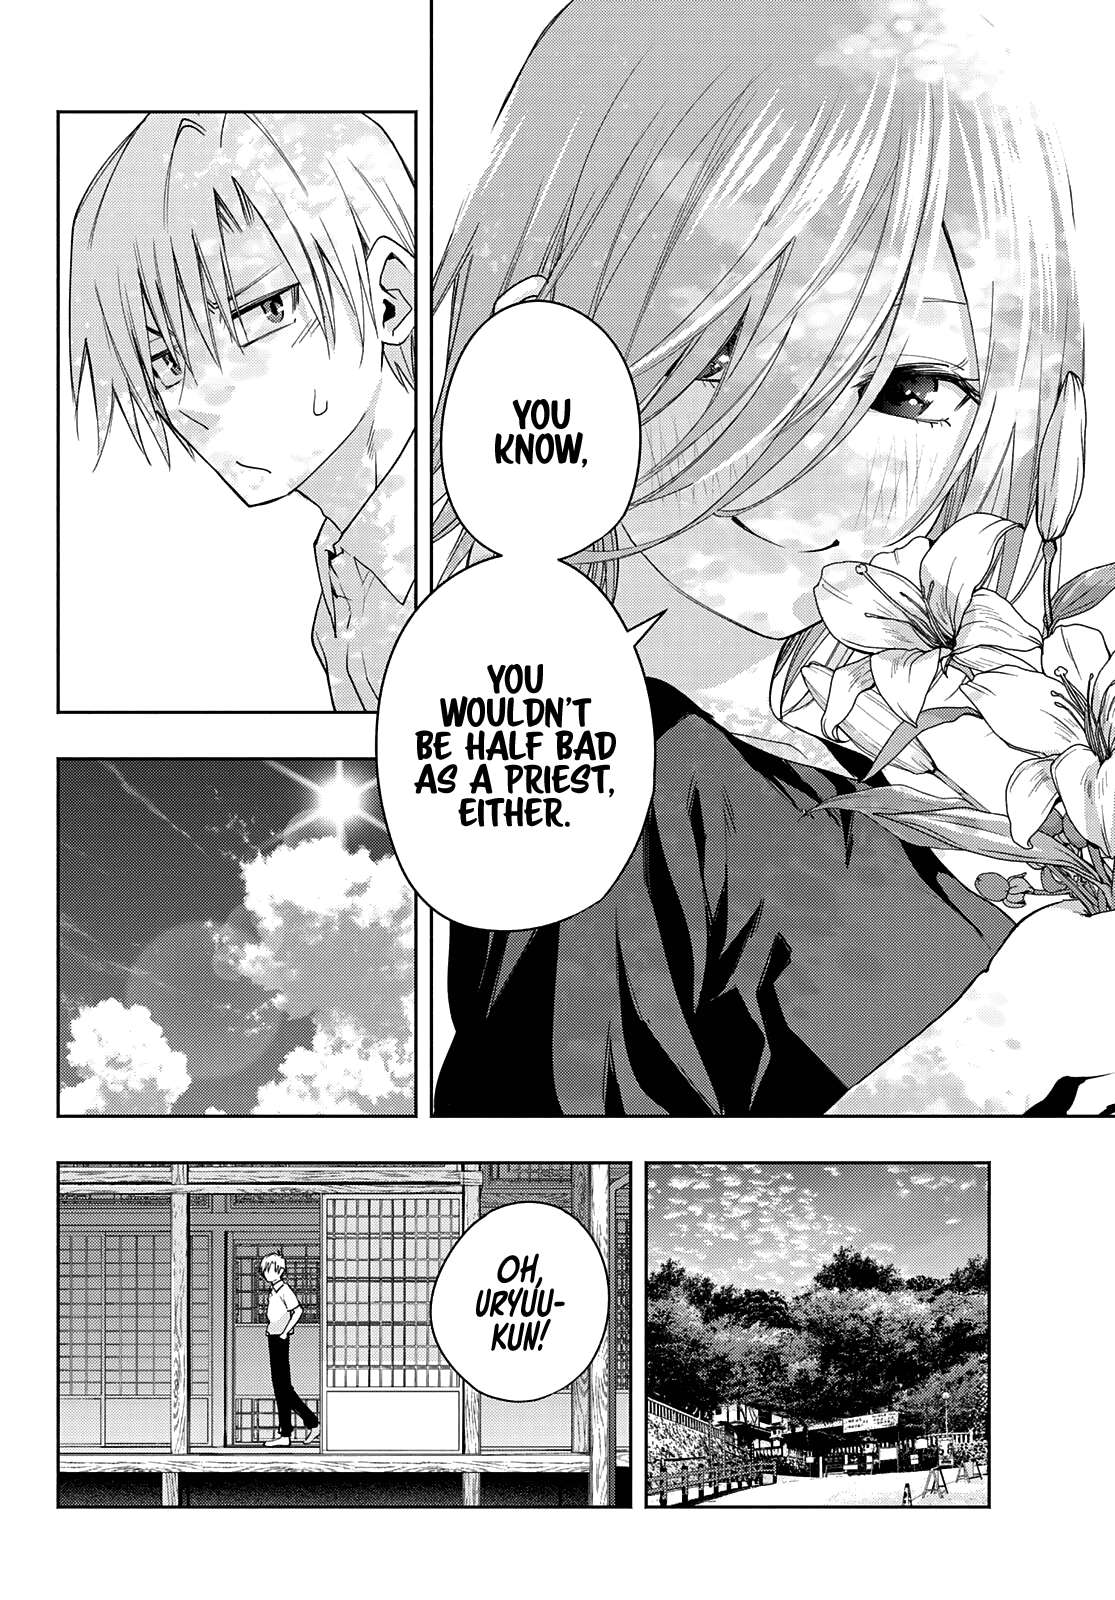 YOU
KNOW,
YOU
WOULDN'T
BE HALF BAD
AS A PRIEST,
EITHER.
OH,
URYUU-
KUN!